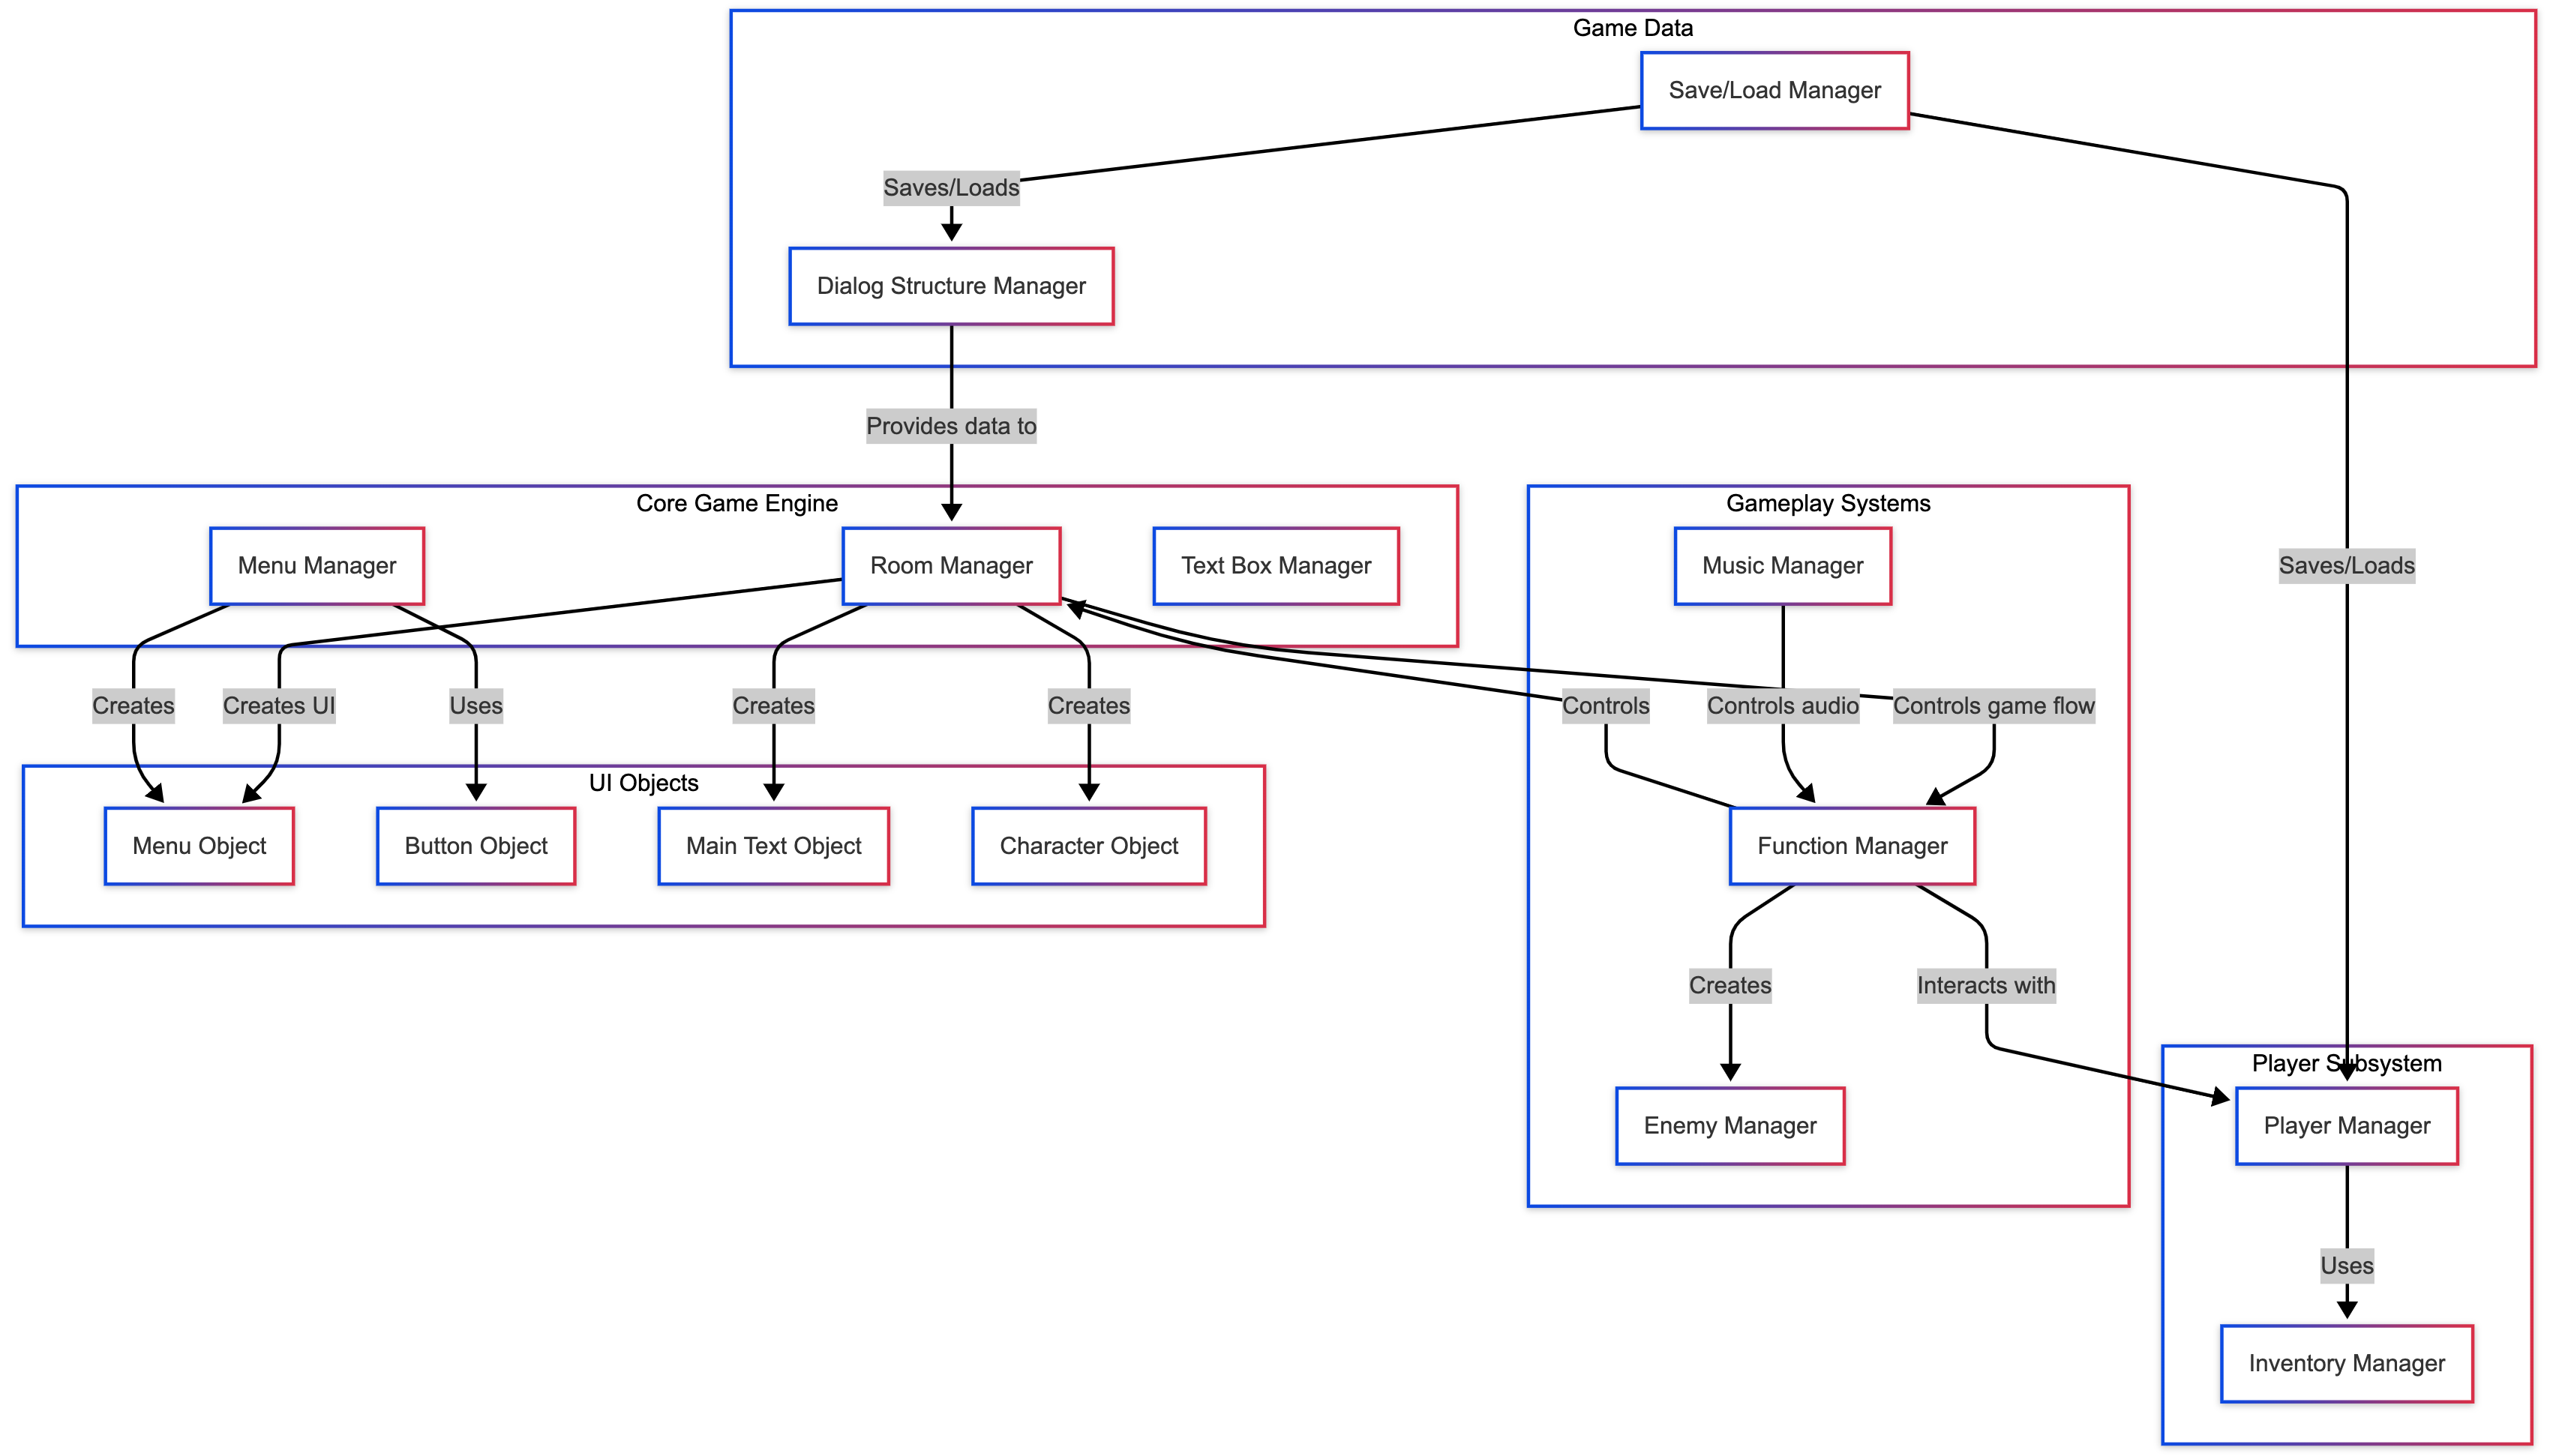 Game Data
Save/Load Manager
Saves/Loads
Dialog Structure Manager
Provides data to
Core Game Engine
Gameplay Systems
Menu Manager
Room Manager
Text Box Manager
Music Manager
Saves/Loads
Creates
Creates UI
Uses
Creates
Creates
Controls
Controls audio
Controls game flow
UI Objects
Menu Object
Button Object
Main Text Object
Character Object
Function Manager
Creates
Interacts with
Player Subsystem
Enemy Manager
Player Manager
Uses
Inventory Manager